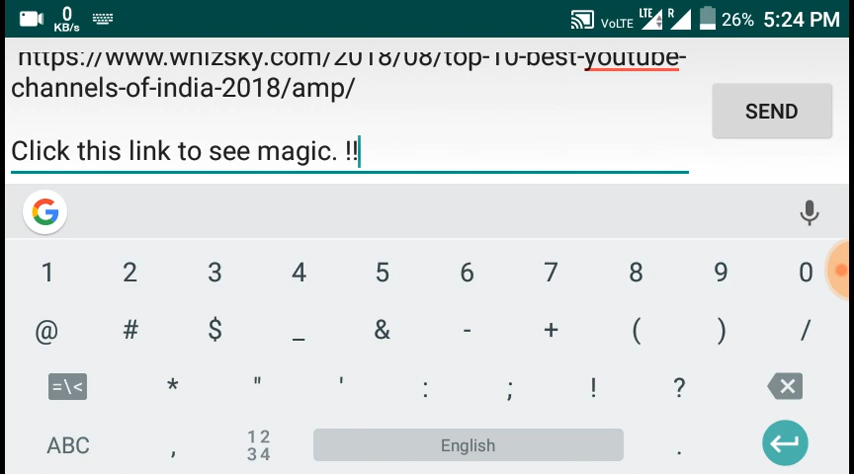 0
KB/s
VoLTE LTE R 26% 5:24 PM
https://www.whizsky.com/2018/08/top-10-best-youtube-
channels-of-india-2018/amp/
SEND
Click this link to see magic. !!
G
1 2 3 4 5 6 7 8 9 0
@ # $ _ & - + ( ) /
=\< * " ' : ; ! ?
ABC , 12 34 English .